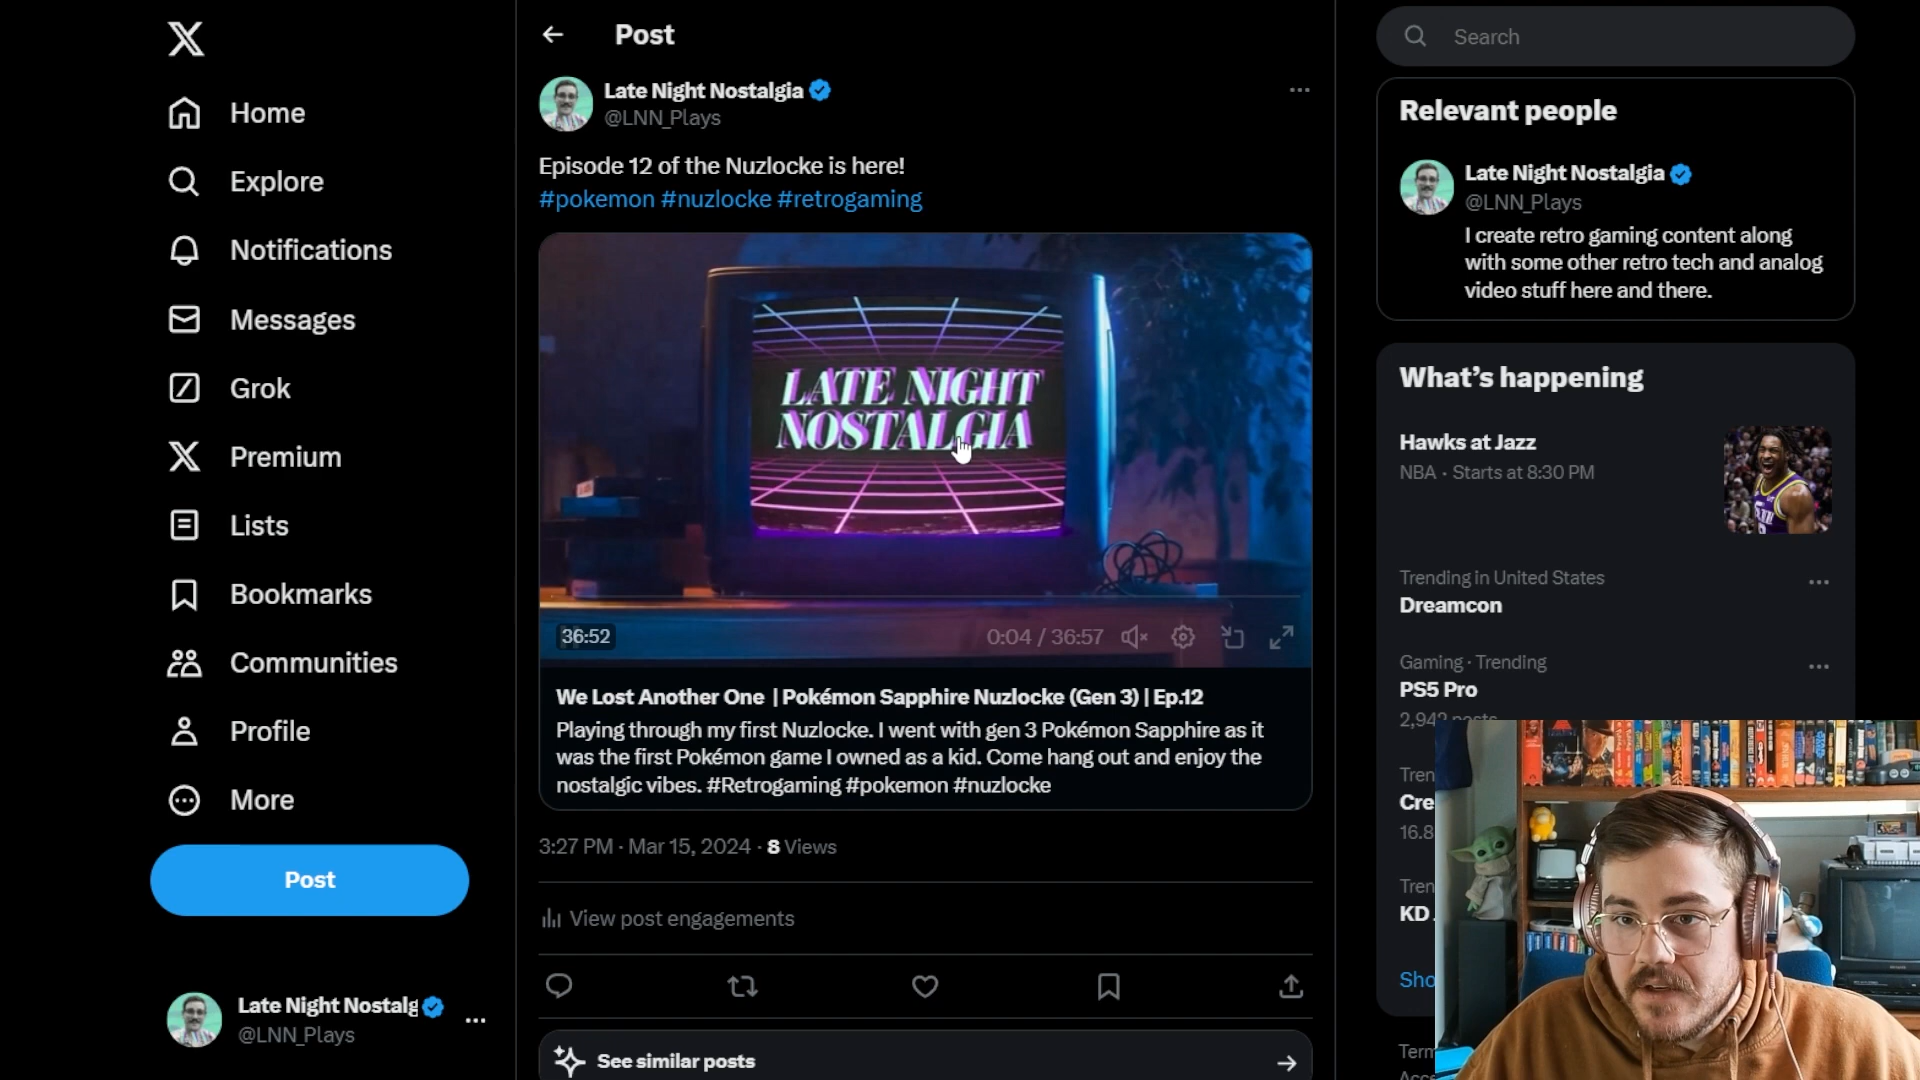 Home
Explore
Notifications
Messages
Grok
Premium
Lists
Bookmarks
Profile
Communities
More
Post
Late Night Nostalg
@LNN_Plays
Post
Late Night Nostalgia
@LNN_Plays
Episode 12 of the Nuzlocke is here!
#pokemon #nuzlocke #retrogaming
LATE NIGHT
NOSTALGIA
36:52
0:04 / 36:57
We Lost Another One | Pokémon Sapphire Nuzlocke (Gen 3) | Ep.12
Playing through my first Nuzlocke. I went with gen 3 Pokémon Sapphire as it
was the first Pokémon game I owned as a kid. Come hang out and enjoy the
nostalgic vibes. #Retrogaming #pokemon #nuzlocke
3:27 PM · Mar 15, 2024 · 8 Views
View post engagements
See similar posts
Search
Relevant people
Late Night Nostalgia
@LNN_Plays
I create retro gaming content along
with some other retro tech and analog
video stuff here and there.
What's happening
Hawks at Jazz
NBA · Starts at 8:30 PM
Trending in United States
Dreamcon
Gaming · Trending
PS5 Pro
2,942 posts
Tren
Cre
16.8
Tren
KD
Sho
Term